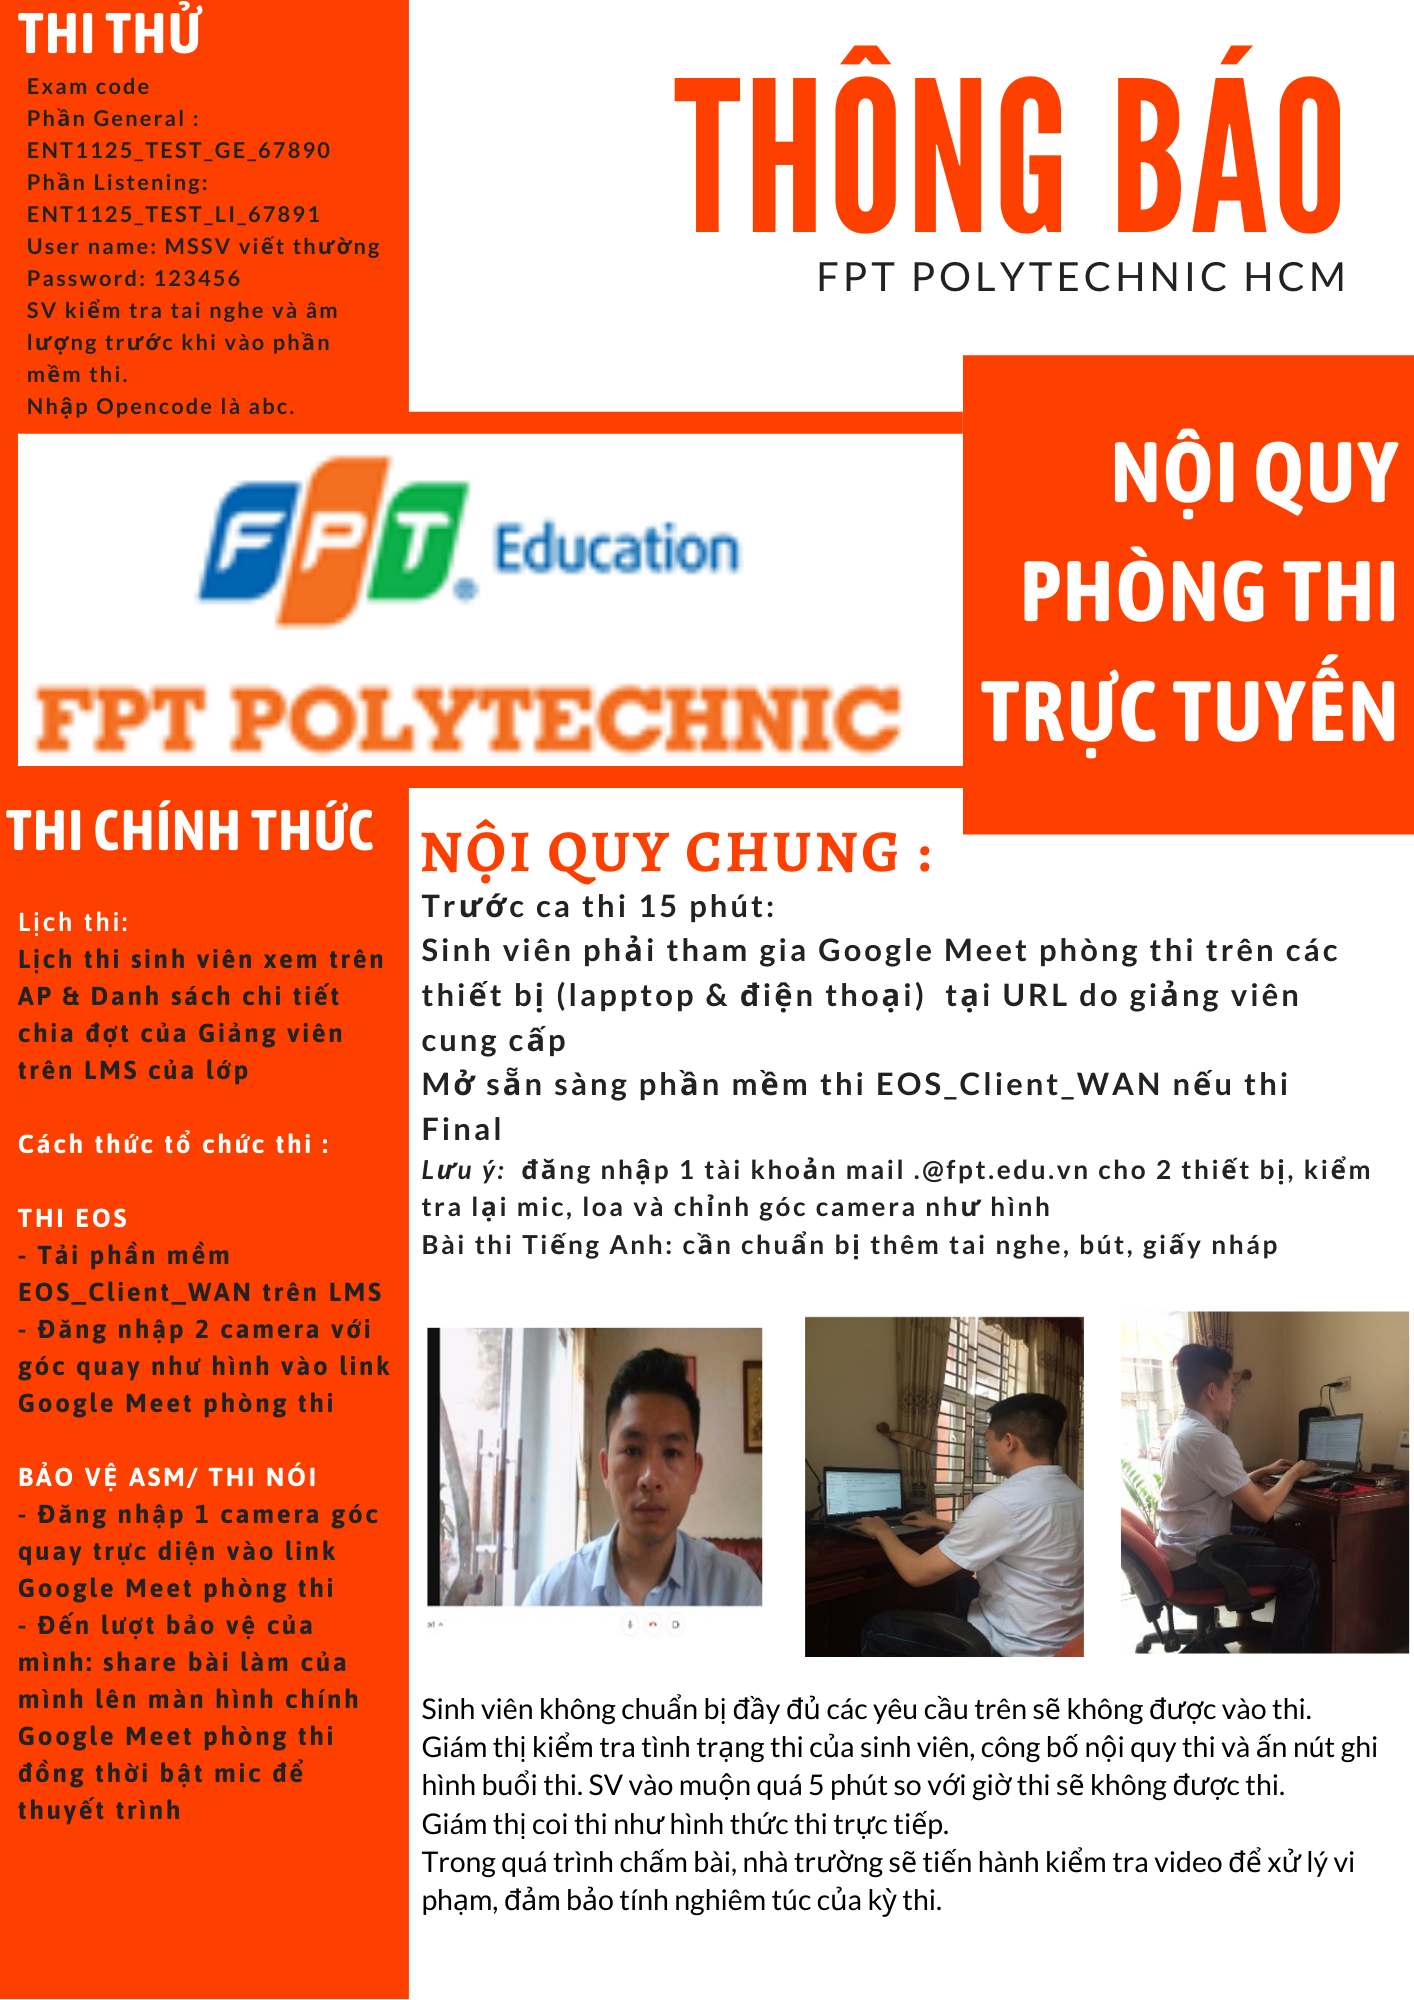 THI THỬ
Exam code
Phần General :
ENT1125_TEST_GE_67890
Phần Listening:
ENT1125_TEST_LI_67891
User name: MSSV viết thường
Password: 123456
SV kiểm tra tai nghe và âm
lượng trước khi vào phần
mềm thi.
Nhập Opencode là abc.
THÔNG BÁO
FPT POLYTECHNIC HCM
FPT® Education
FPT POLYTECHNIC
NỘI QUY
PHÒNG THI
TRỰC TUYẾN
THI CHÍNH THỨC
Lịch thi:
Lịch thi sinh viên xem trên
AP & Danh sách chi tiết
chia đợt của Giảng viên
trên LMS của lớp
Cách thức tổ chức thi :
THI EOS
- Tải phần mềm
EOS_Client_WAN trên LMS
- Đăng nhập 2 camera với
góc quay như hình vào link
Google Meet phòng thi
BẢO VỆ ASM/ THI NÓI
- Đăng nhập 1 camera góc
quay trực diện vào link
Google Meet phòng thi
- Đến lượt bảo vệ của
mình: share bài làm của
mình lên màn hình chính
Google Meet phòng thi
đồng thời bật mic để
thuyết trình
NỘI QUY CHUNG :
Trước ca thi 15 phút:
Sinh viên phải tham gia Google Meet phòng thi trên các
thiết bị (lapptop & điện thoại) tại URL do giảng viên
cung cấp
Mở sẵn sàng phần mềm thi EOS_Client_WAN nếu thi
Final
Lưu ý: đăng nhập 1 tài khoản mail .@fpt.edu.vn cho 2 thiết bị, kiểm
tra lại mic, loa và chỉnh góc camera như hình
Bài thi Tiếng Anh: cần chuẩn bị thêm tai nghe, bút, giấy nháp
Sinh viên không chuẩn bị đầy đủ các yêu cầu trên sẽ không được vào thi.
Giám thị kiểm tra tình trạng thi của sinh viên, công bố nội quy thi và ấn nút ghi
hình buổi thi. SV vào muộn quá 5 phút so với giờ thi sẽ không được thi.
Giám thị coi thi như hình thức thi trực tiếp.
Trong quá trình chấm bài, nhà trường sẽ tiến hành kiểm tra video để xử lý vi
phạm, đảm bảo tính nghiêm túc của kỳ thi.